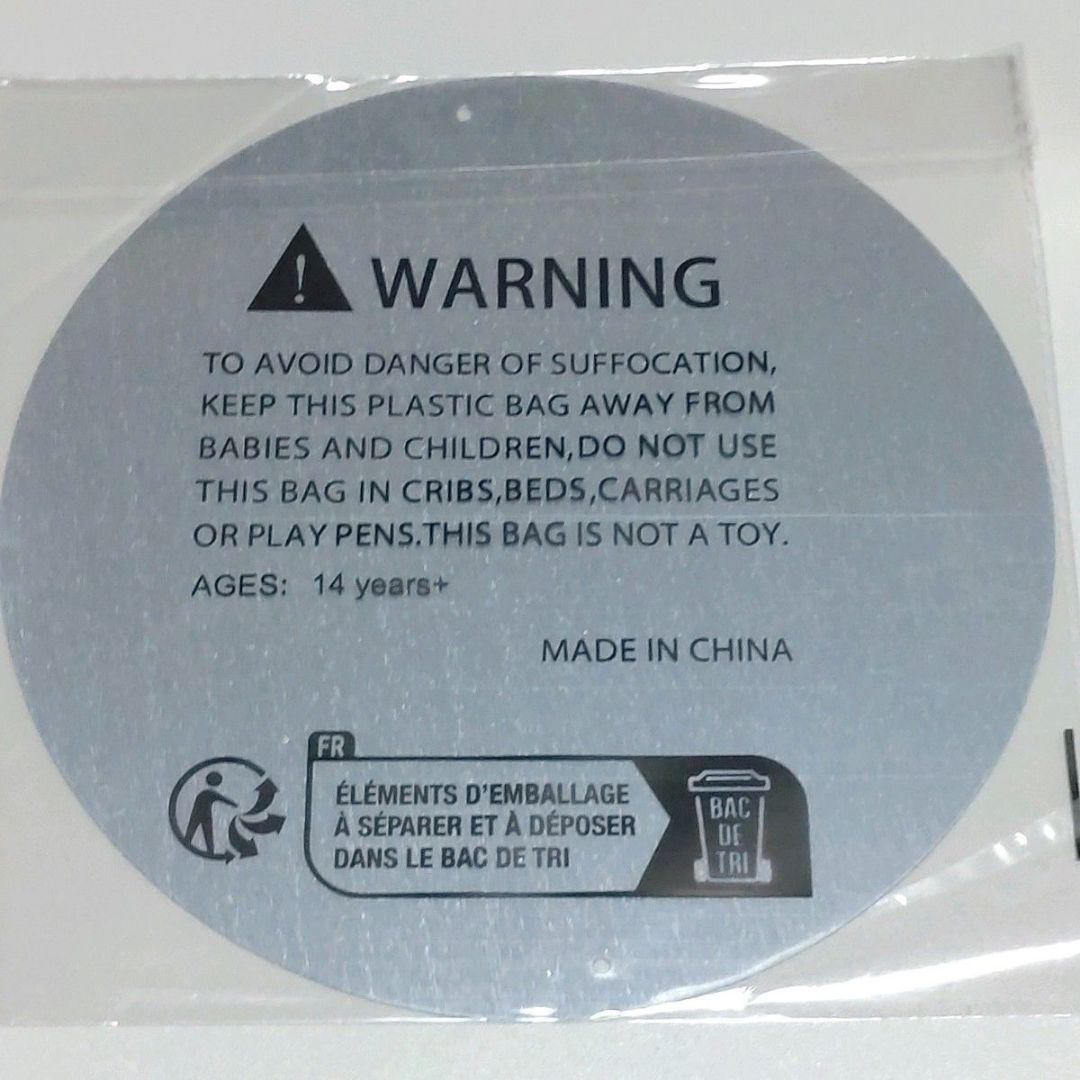 WARNING
TO AVOID DANGER OF SUFFOCATION,
KEEP THIS PLASTIC BAG AWAY FROM
BABIES AND CHILDREN,DO NOT USE
THIS BAG IN CRIBS,BEDS,CARRIAGES
OR PLAY PENS.THIS BAG IS NOT A TOY.
AGES: 14 years+
MADE IN CHINA
FR
ÉLÉMENTS D'EMBALLAGE
À SÉPARER ET À DÉPOSER
DANS LE BAC DE TRI
BAC
DE
TRI